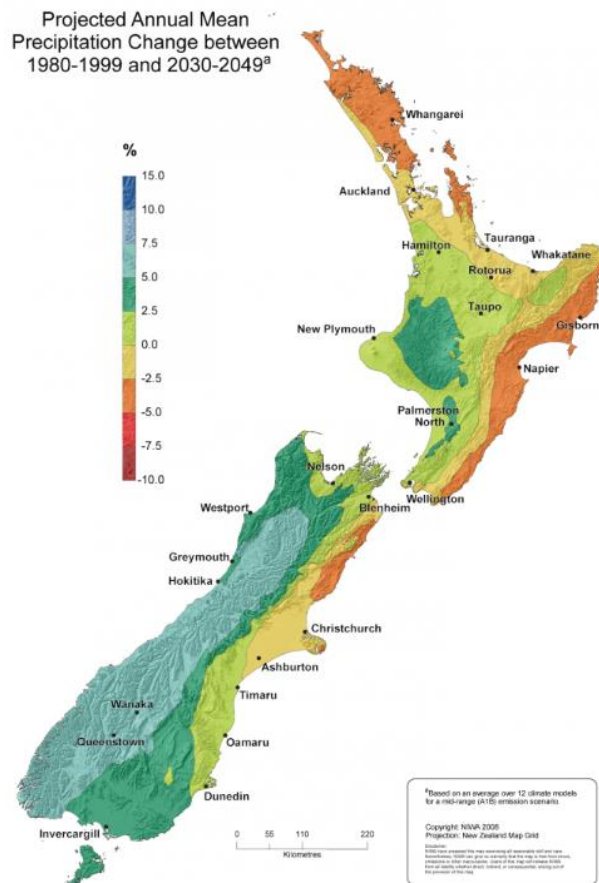 Projected Annual Mean
Precipitation Change between
1980-1999 and 2030-2049a
%
15.0
10.0
7.5
5.0
2.5
0.0
-2.5
-5.0
-7.5
-10.0
Whangarei
Auckland
Tauranga
Hamilton
Whakatane
Rotorua
Taupo
Gisborn
New Plymouth
Napier
Palmerston
North
Nelson
Wellington
Blenheim
Westport
Greymouth
Hokitika
Christchurch
Ashburton
Timaru
Wanaka
Queenstown
Oamaru
Dunedin
Invercargill
0 55 110 220
Kilometres
aBased on an average over 12 climate models
for a mid-range (A1B) emission scenario
Copyright: NIWA 2008
Projection: New Zealand Map Grid
Disclaimer: